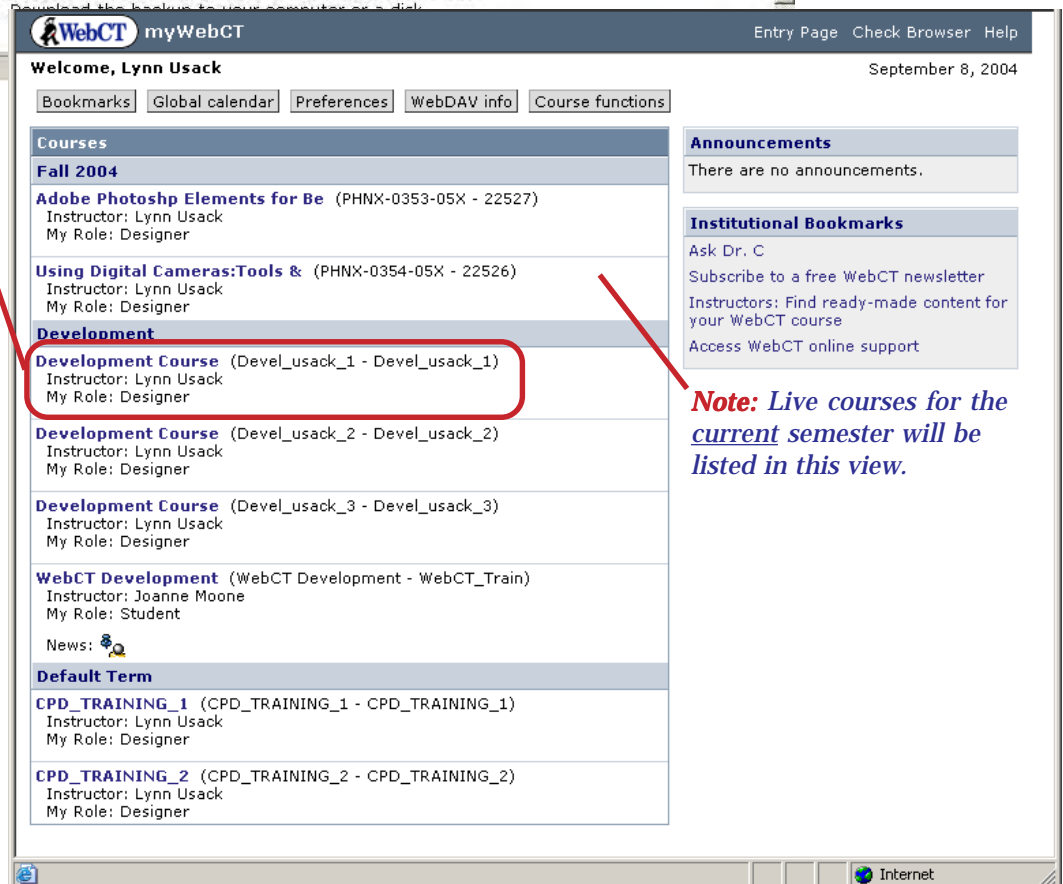 Download the backup to your computer or a disk
WebCT myWebCT Entry Page Check Browser Help
Welcome, Lynn Usack September 8, 2004
Bookmarks Global calendar Preferences WebDAV info Course functions
Courses
Fall 2004
Adobe Photoshp Elements for Be (PHNX-0353-05X - 22527)
Instructor: Lynn Usack
My Role: Designer
Using Digital Cameras:Tools & (PHNX-0354-05X - 22526)
Instructor: Lynn Usack
My Role: Designer
Development
Development Course (Devel_usack_1 - Devel_usack_1)
Instructor: Lynn Usack
My Role: Designer
Development Course (Devel_usack_2 - Devel_usack_2)
Instructor: Lynn Usack
My Role: Designer
Development Course (Devel_usack_3 - Devel_usack_3)
Instructor: Lynn Usack
My Role: Designer
WebCT Development (WebCT Development - WebCT_Train)
Instructor: Joanne Moone
My Role: Student
News:
Default Term
CPD_TRAINING_1 (CPD_TRAINING_1 - CPD_TRAINING_1)
Instructor: Lynn Usack
My Role: Designer
CPD_TRAINING_2 (CPD_TRAINING_2 - CPD_TRAINING_2)
Instructor: Lynn Usack
My Role: Designer
Announcements
There are no announcements.
Institutional Bookmarks
Ask Dr. C
Subscribe to a free WebCT newsletter
Instructors: Find ready-made content for
your WebCT course
Access WebCT online support
Note: Live courses for the
current semester will be
listed in this view.
Internet